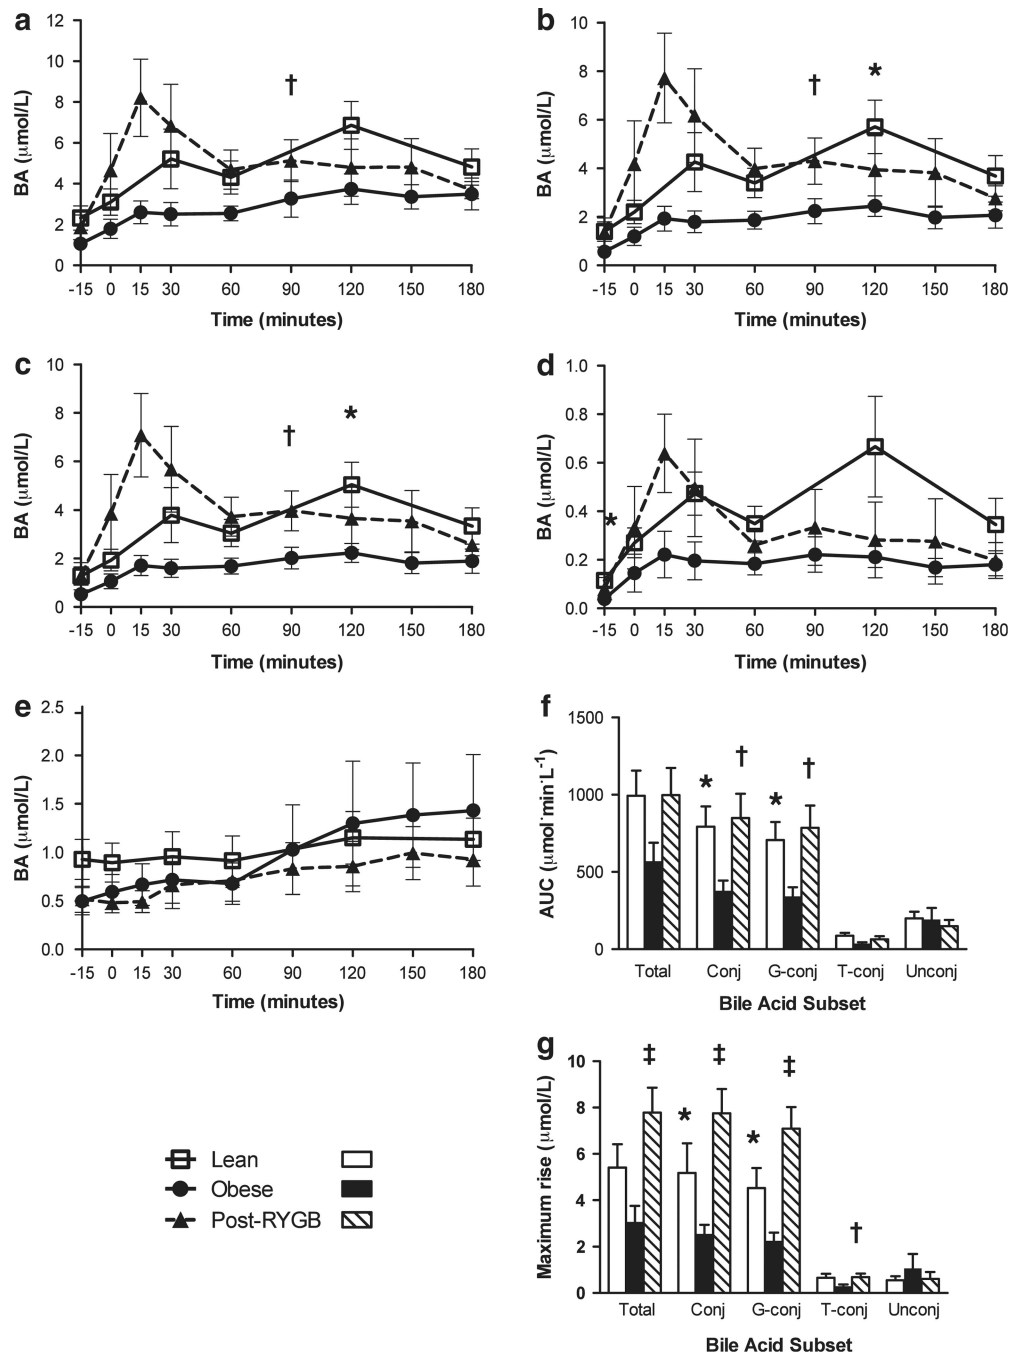 a
12
10
8
6
4
2
0
BA (μmol/L)
†
-15 0 15 30 60 90 120 150 180
Time (minutes)
b
10
8
6
4
2
0
BA (μmol/L)
† *
-15 0 15 30 60 90 120 150 180
Time (minutes)
c
10
8
6
4
2
0
BA (μmol/L)
† *
-15 0 15 30 60 90 120 150 180
Time (minutes)
d
1.0
0.8
0.6
0.4
0.2
0.0
BA (μmol/L)
*
-15 0 15 30 60 90 120 150 180
Time (minutes)
e
2.5
2.0
1.5
1.0
0.5
0.0
BA (μmol/L)
-15 0 15 30 60 90 120 150 180
Time (minutes)
f
1500
1000
500
0
AUC (μmol·min·L⁻¹)
* † * †
Total Conj G-conj T-conj Unconj
Bile Acid Subset
g
10
8
6
4
2
0
Maximum rise (μmol/L)
‡ * ‡ * ‡ †
Total Conj G-conj T-conj Unconj
Bile Acid Subset
Lean
Obese
Post-RYGB